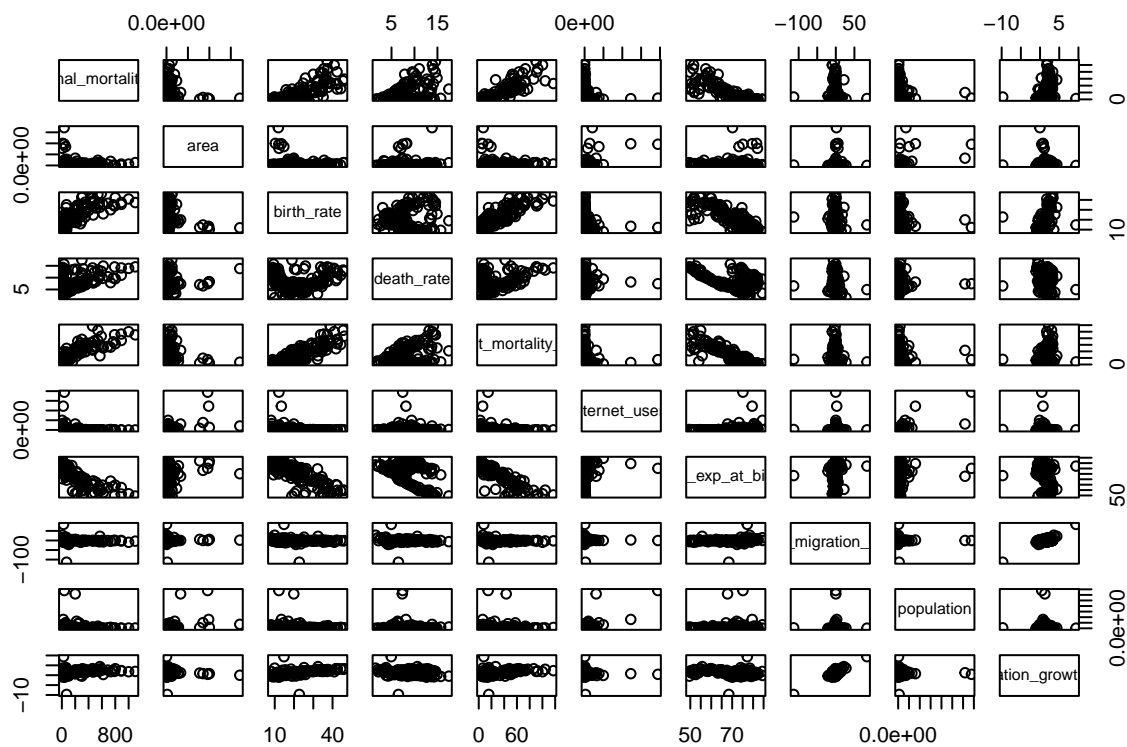 0.0e+00 5 15 0e+00 -100 50 -10 5
nal_mortalit 0
0.0e+00 area
birth_rate 10
5 death_rate
t_mortality_ 0
0e+00 ternet_use
_exp_at_bi 50
-100 _migration_
population 0.0e+00
-10 ation_growt
0 800 10 40 0 60 50 70 0.0e+00